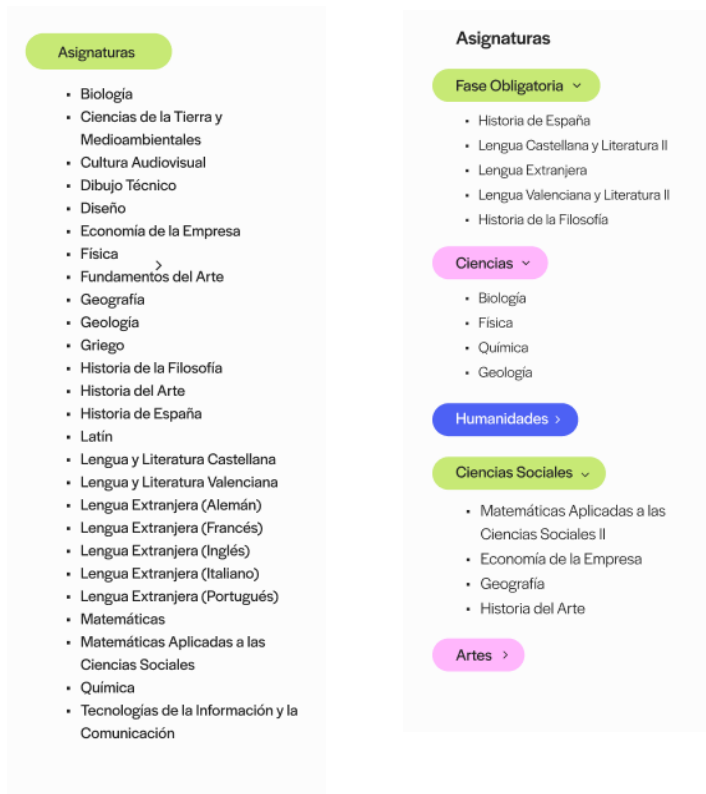 Asignaturas
Biología
Ciencias de la Tierra y
Medioambientales
Cultura Audiovisual
Dibujo Técnico
Diseño
Economía de la Empresa
Física
Fundamentos del Arte
Geografía
Geología
Griego
Historia de la Filosofía
Historia del Arte
Historia de España
Latín
Lengua y Literatura Castellana
Lengua y Literatura Valenciana
Lengua Extranjera (Alemán)
Lengua Extranjera (Francés)
Lengua Extranjera (Inglés)
Lengua Extranjera (Italiano)
Lengua Extranjera (Portugués)
Matemáticas
Matemáticas Aplicadas a las
Ciencias Sociales
Química
Tecnologías de la Información y la
Comunicación
Asignaturas
Fase Obligatoria
Historia de España
Lengua Castellana y Literatura II
Lengua Extranjera
Lengua Valenciana y Literatura II
Historia de la Filosofía
Ciencias
Biología
Física
Química
Geología
Humanidades
Ciencias Sociales
Matemáticas Aplicadas a las
Ciencias Sociales II
Economía de la Empresa
Geografía
Historia del Arte
Artes